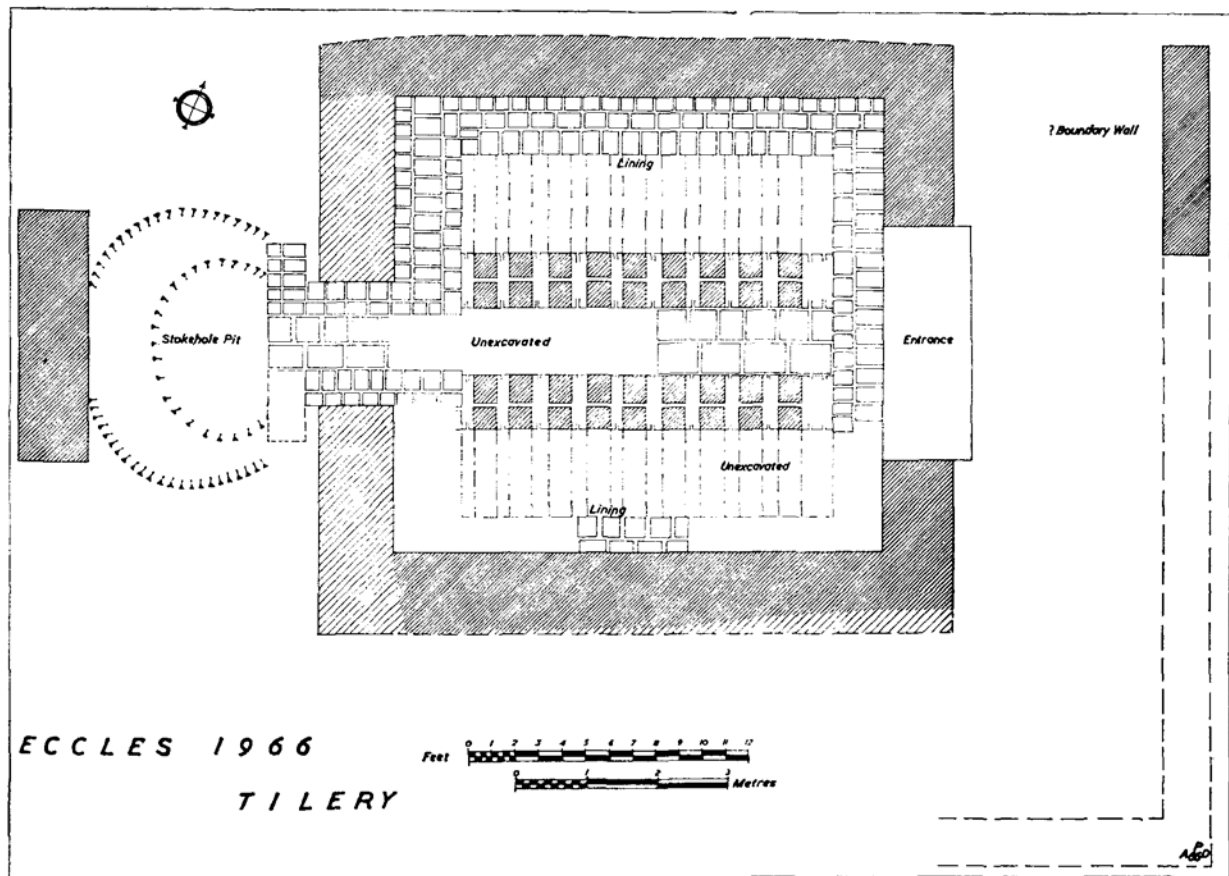 ? Boundary Wall
Lining
Stokehole Pit
Unexcavated
Entrance
Unexcavated
Lining
ECCLES 1966
TILERY
Feet 0 1 2 3 4 5 6 7 8 9 10 11 12
0 1 2 3 Metres